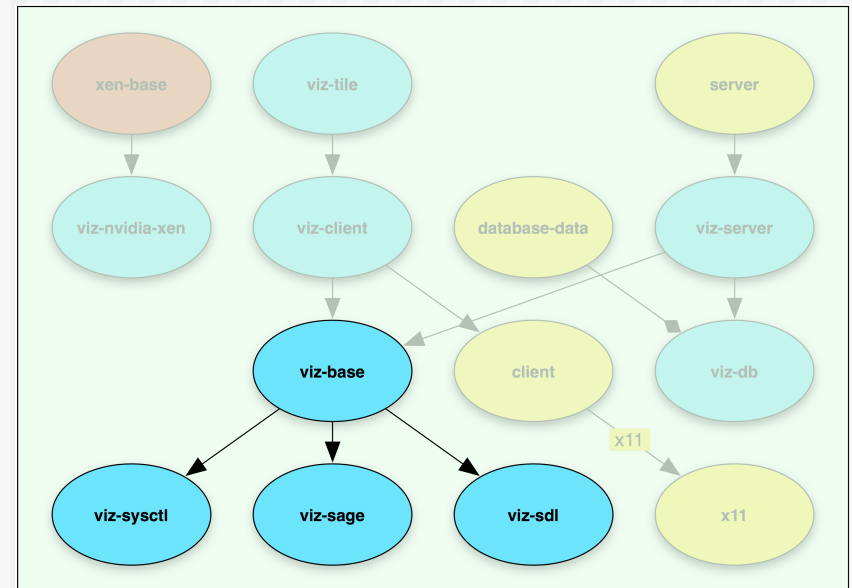 xen-base
viz-tile
server
viz-nvidia-xen
viz-client
database-data
viz-server
viz-base
client
viz-db
x11
viz-sysctl
viz-sage
viz-sdl
x11